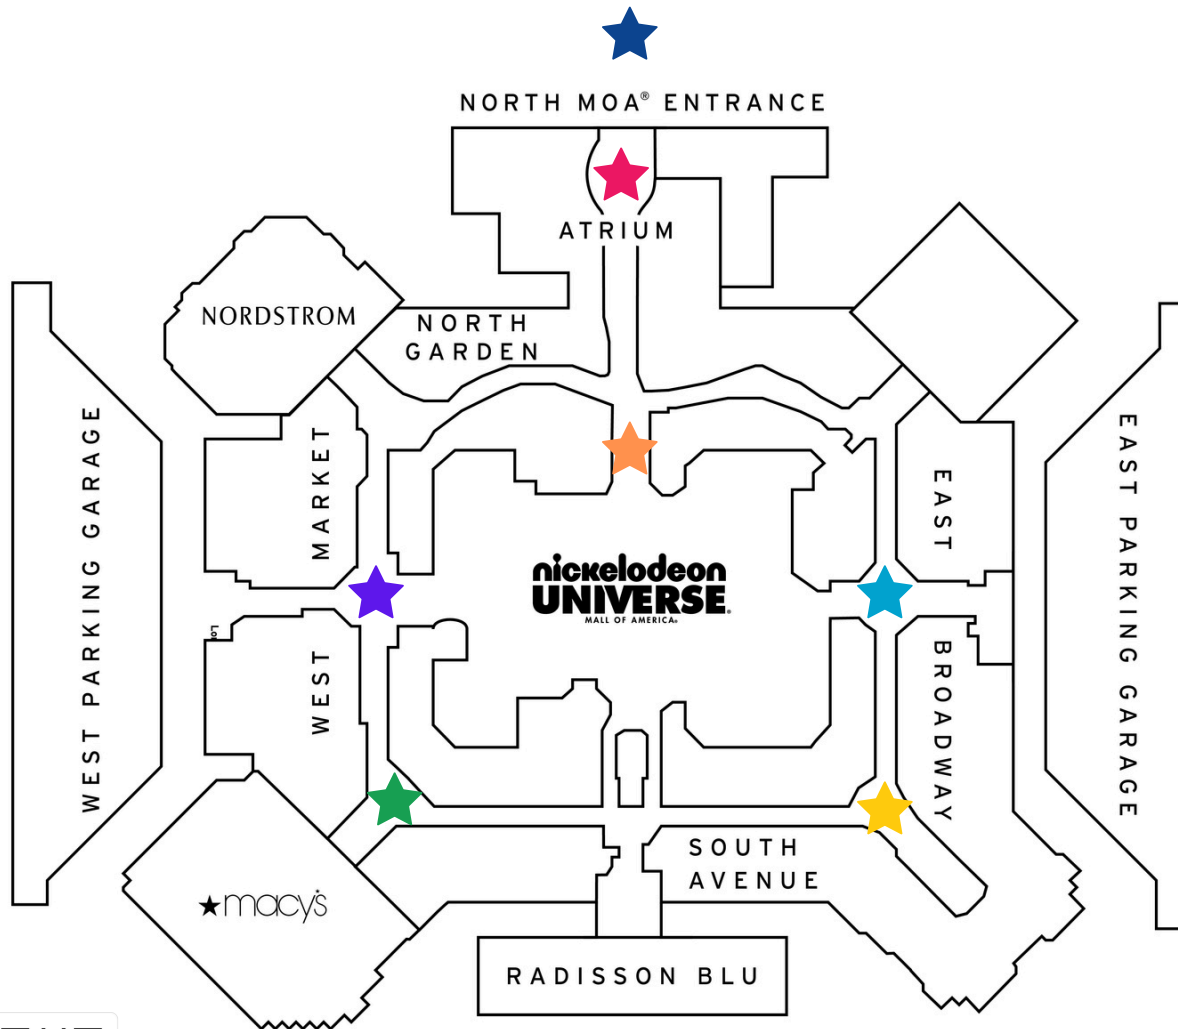 NORTH MOA® ENTRANCE
ATRIUM
NORDSTROM
NORTH
GARDEN
WEST PARKING GARAGE
MARKET
WEST
nickelodeon
UNIVERSE®
MALL OF AMERICA®
EAST
BROADWAY
EAST PARKING GARAGE
SOUTH
AVENUE
macy's
RADISSON BLU